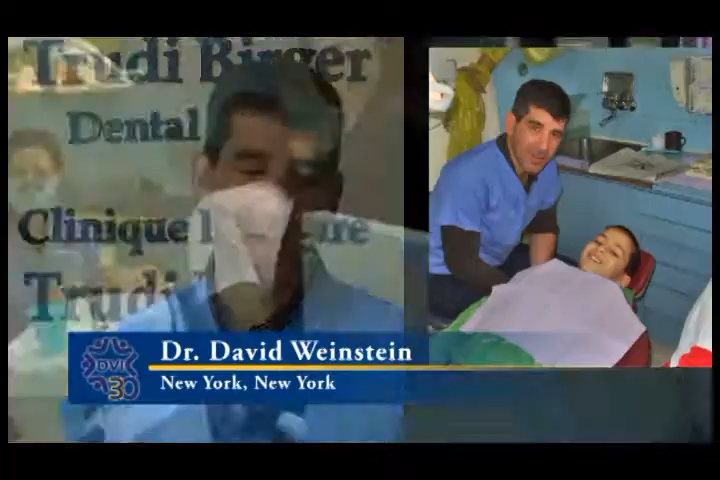 Trudi Birger
Dental
Clinique
Trudi
DVI
30
Dr. David Weinstein
New York, New York